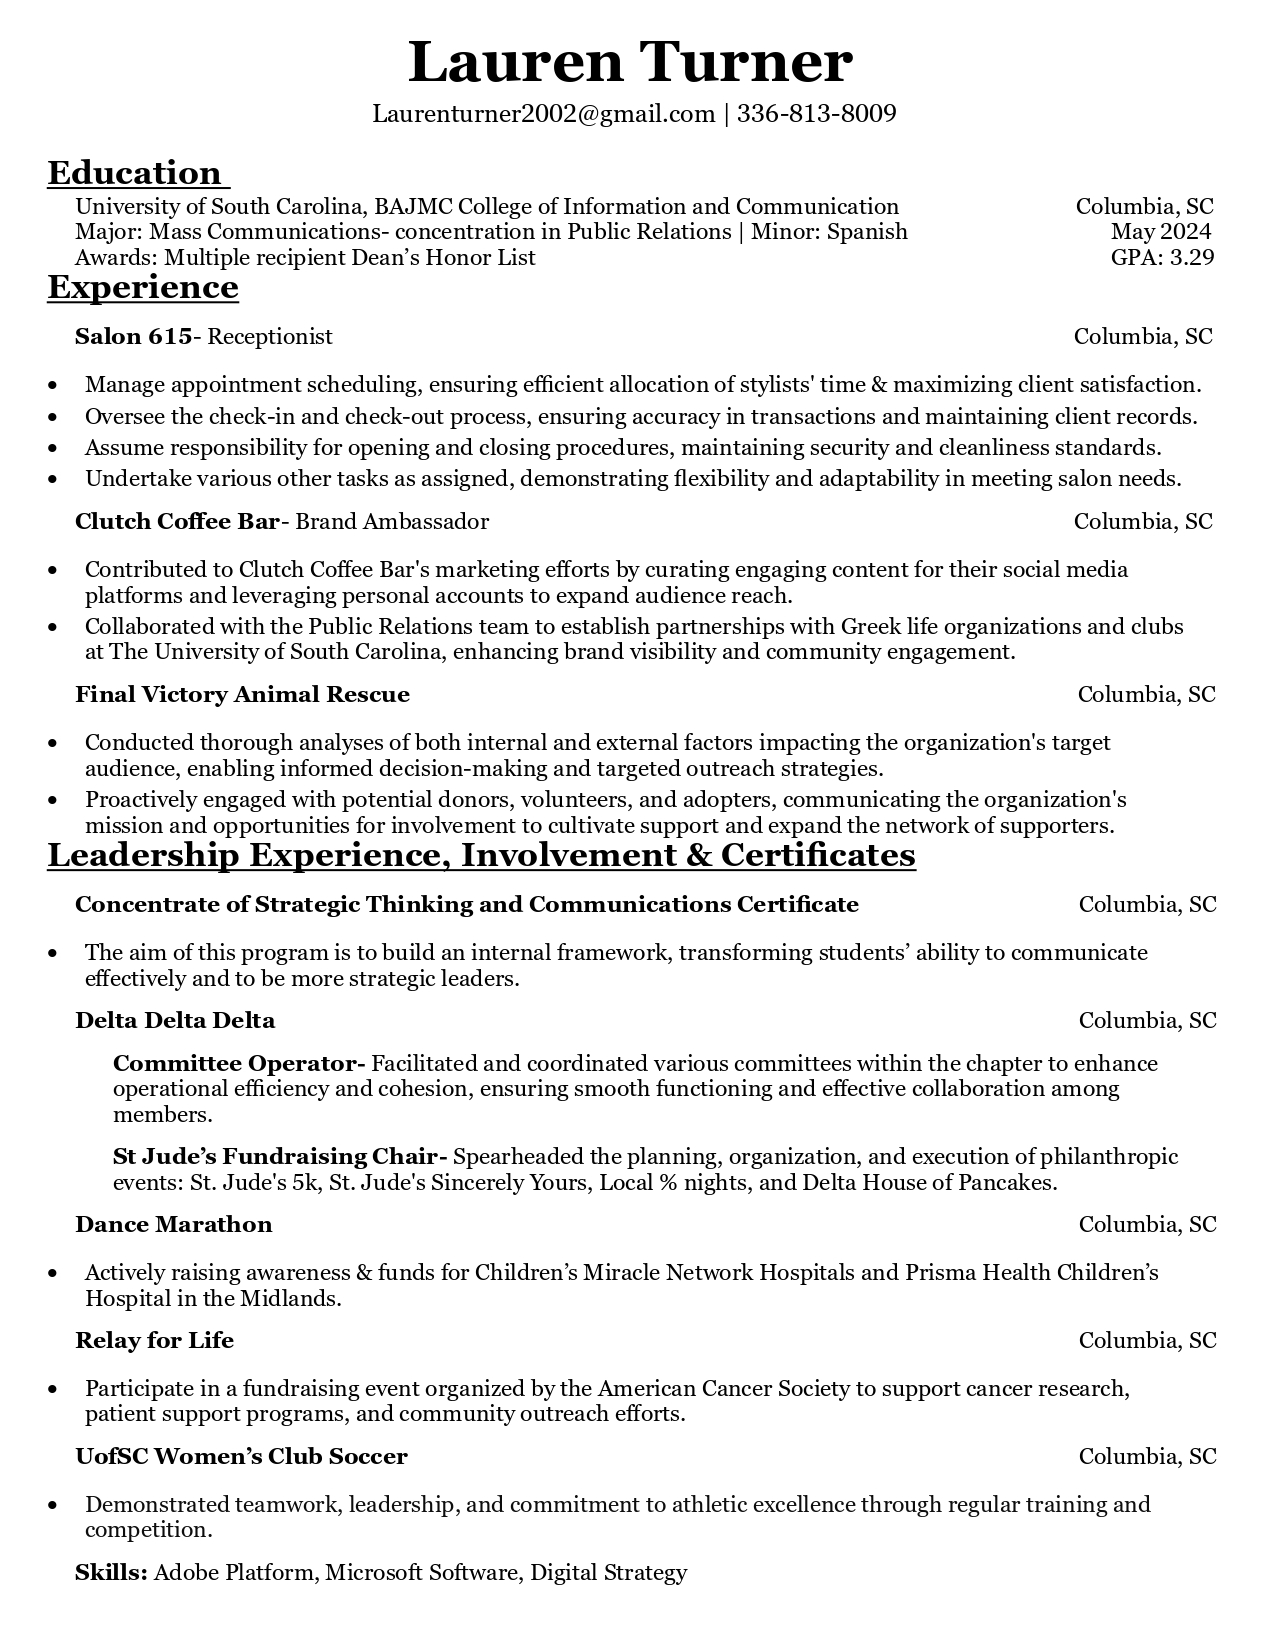 Lauren Turner
Laurenturner2002@gmail.com | 336-813-8009
Education
University of South Carolina, BAJMC College of Information and Communication Columbia, SC
Major: Mass Communications- concentration in Public Relations | Minor: Spanish May 2024
Awards: Multiple recipient Dean’s Honor List GPA: 3.29
Experience
Salon 615- Receptionist Columbia, SC
• Manage appointment scheduling, ensuring efficient allocation of stylists' time & maximizing client satisfaction.
• Oversee the check-in and check-out process, ensuring accuracy in transactions and maintaining client records.
• Assume responsibility for opening and closing procedures, maintaining security and cleanliness standards.
• Undertake various other tasks as assigned, demonstrating flexibility and adaptability in meeting salon needs.
Clutch Coffee Bar- Brand Ambassador Columbia, SC
• Contributed to Clutch Coffee Bar's marketing efforts by curating engaging content for their social media
platforms and leveraging personal accounts to expand audience reach.
• Collaborated with the Public Relations team to establish partnerships with Greek life organizations and clubs
at The University of South Carolina, enhancing brand visibility and community engagement.
Final Victory Animal Rescue Columbia, SC
• Conducted thorough analyses of both internal and external factors impacting the organization's target
audience, enabling informed decision-making and targeted outreach strategies.
• Proactively engaged with potential donors, volunteers, and adopters, communicating the organization's
mission and opportunities for involvement to cultivate support and expand the network of supporters.
Leadership Experience, Involvement & Certificates
Concentrate of Strategic Thinking and Communications Certificate Columbia, SC
• The aim of this program is to build an internal framework, transforming students’ ability to communicate
effectively and to be more strategic leaders.
Delta Delta Delta Columbia, SC
Committee Operator- Facilitated and coordinated various committees within the chapter to enhance
operational efficiency and cohesion, ensuring smooth functioning and effective collaboration among
members.
St Jude’s Fundraising Chair- Spearheaded the planning, organization, and execution of philanthropic
events: St. Jude's 5k, St. Jude's Sincerely Yours, Local % nights, and Delta House of Pancakes.
Dance Marathon Columbia, SC
• Actively raising awareness & funds for Children’s Miracle Network Hospitals and Prisma Health Children’s
Hospital in the Midlands.
Relay for Life Columbia, SC
• Participate in a fundraising event organized by the American Cancer Society to support cancer research,
patient support programs, and community outreach efforts.
UofSC Women’s Club Soccer Columbia, SC
• Demonstrated teamwork, leadership, and commitment to athletic excellence through regular training and
competition.
Skills: Adobe Platform, Microsoft Software, Digital Strategy